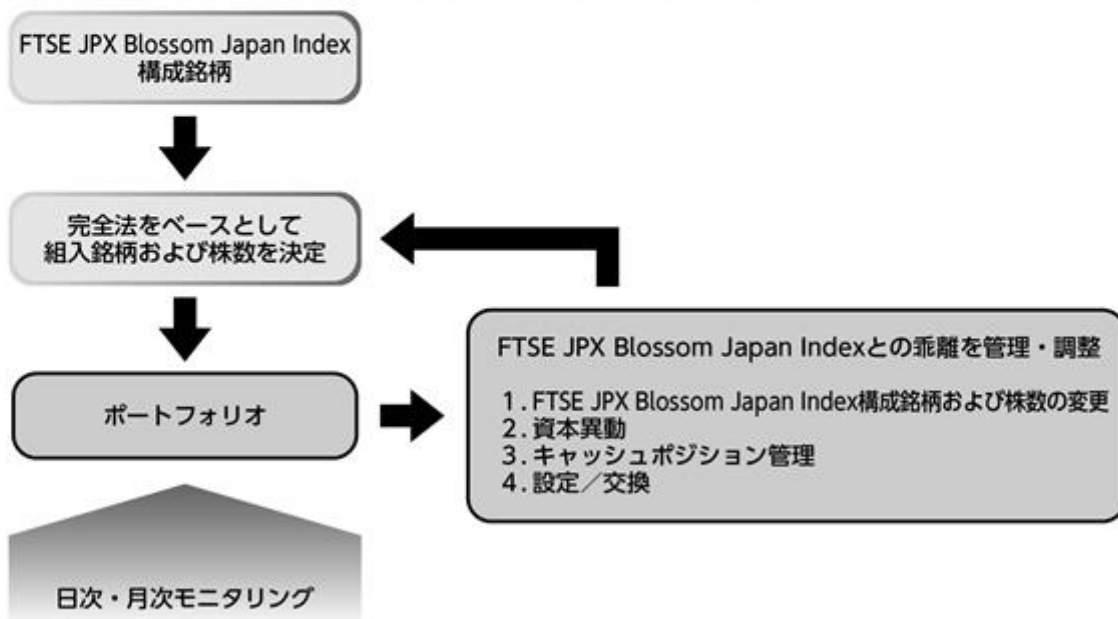 FTSE JPX Blossom Japan Index
構成銘柄
完全法をベースとして
組入銘柄および株数を決定
ポートフォリオ
FTSE JPX Blossom Japan Indexとの乖離を管理・調整
1.FTSE JPX Blossom Japan Index構成銘柄および株数の変更
2.資本異動
3.キャッシュポジション管理
4.設定／交換
日次・月次モニタリング